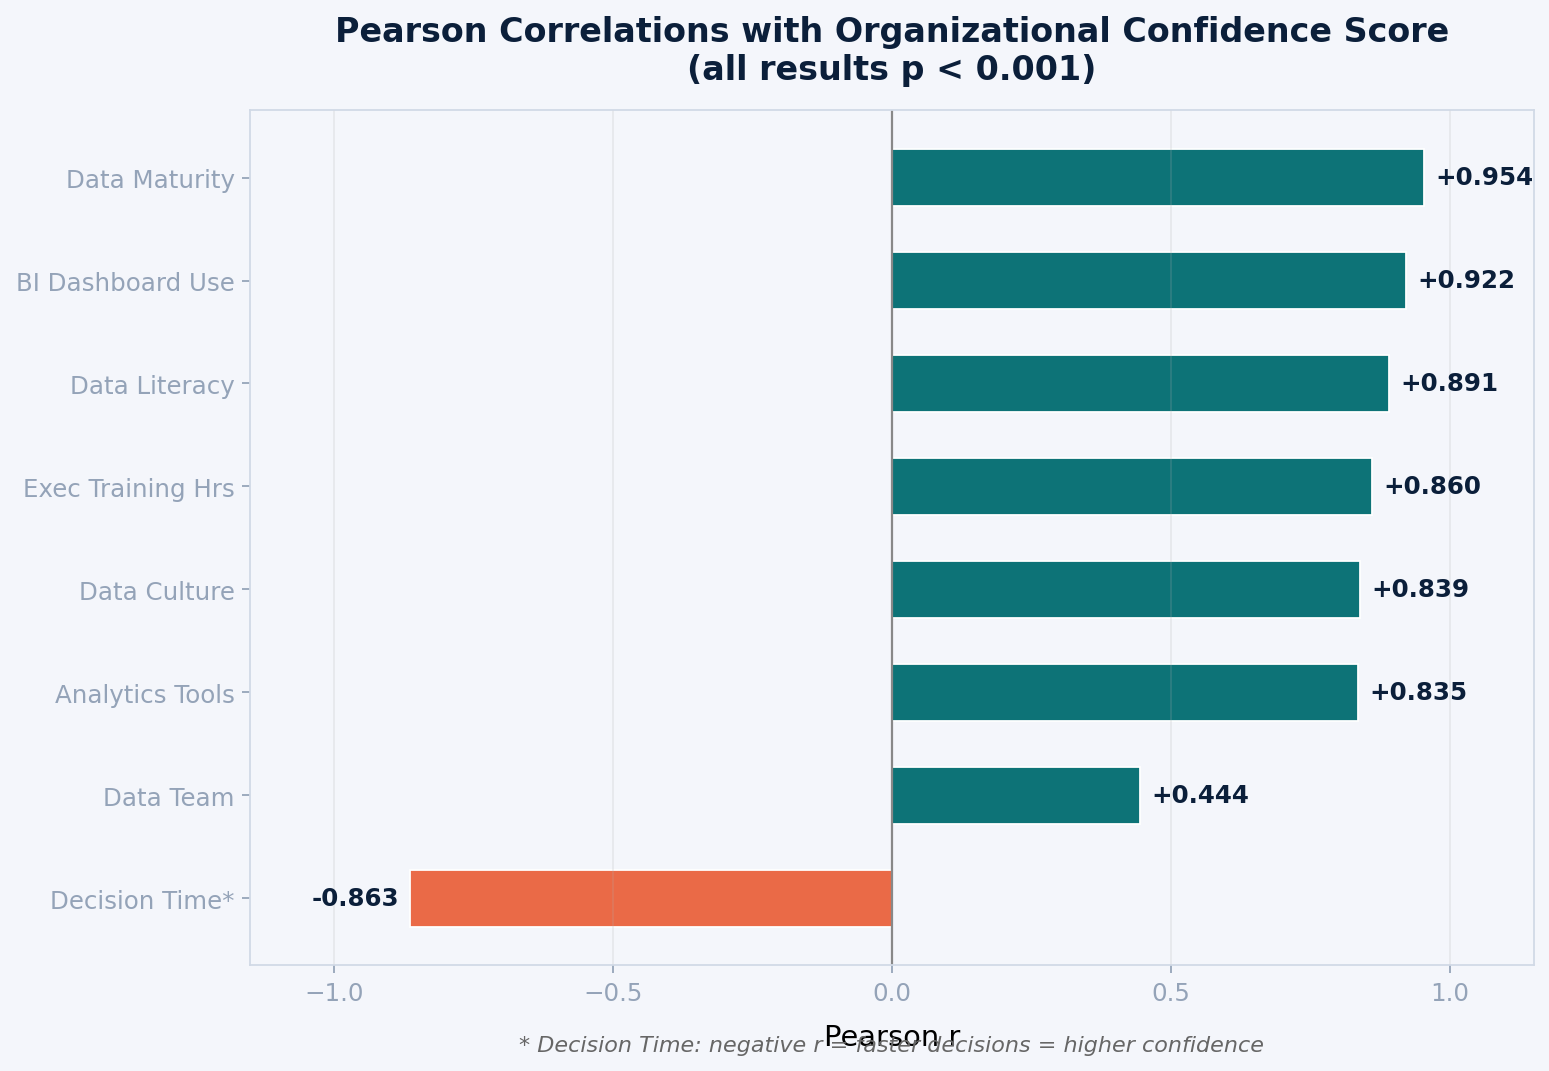 Pearson Correlations with Organizational Confidence Score
(all results p < 0.001)
Data Maturity
+0.954
BI Dashboard Use
+0.922
Data Literacy
+0.891
Exec Training Hrs
+0.860
Data Culture
+0.839
Analytics Tools
+0.835
Data Team
+0.444
Decision Time*
-0.863
−1.0
−0.5
0.0
0.5
1.0
Pearson r
* Decision Time: negative r = faster decisions = higher confidence